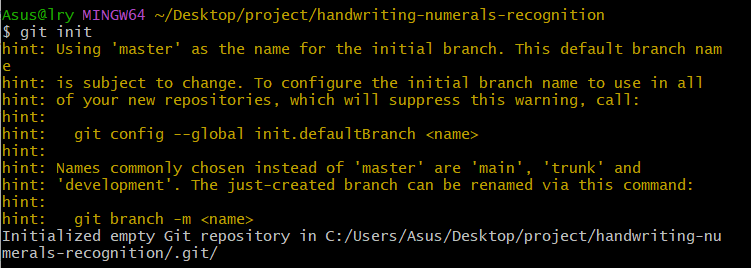 Asus@lry MINGW64 ~/Desktop/project/handwriting-numerals-recognition
$ git init
hint: Using 'master' as the name for the initial branch. This default branch nam
e
hint: is subject to change. To configure the initial branch name to use in all
hint: of your new repositories, which will suppress this warning, call:
hint:
hint:   git config --global init.defaultBranch <name>
hint:
hint: Names commonly chosen instead of 'master' are 'main', 'trunk' and
hint: 'development'. The just-created branch can be renamed via this command:
hint:
hint:   git branch -m <name>
Initialized empty Git repository in C:/Users/Asus/Desktop/project/handwriting-nu
merals-recognition/.git/